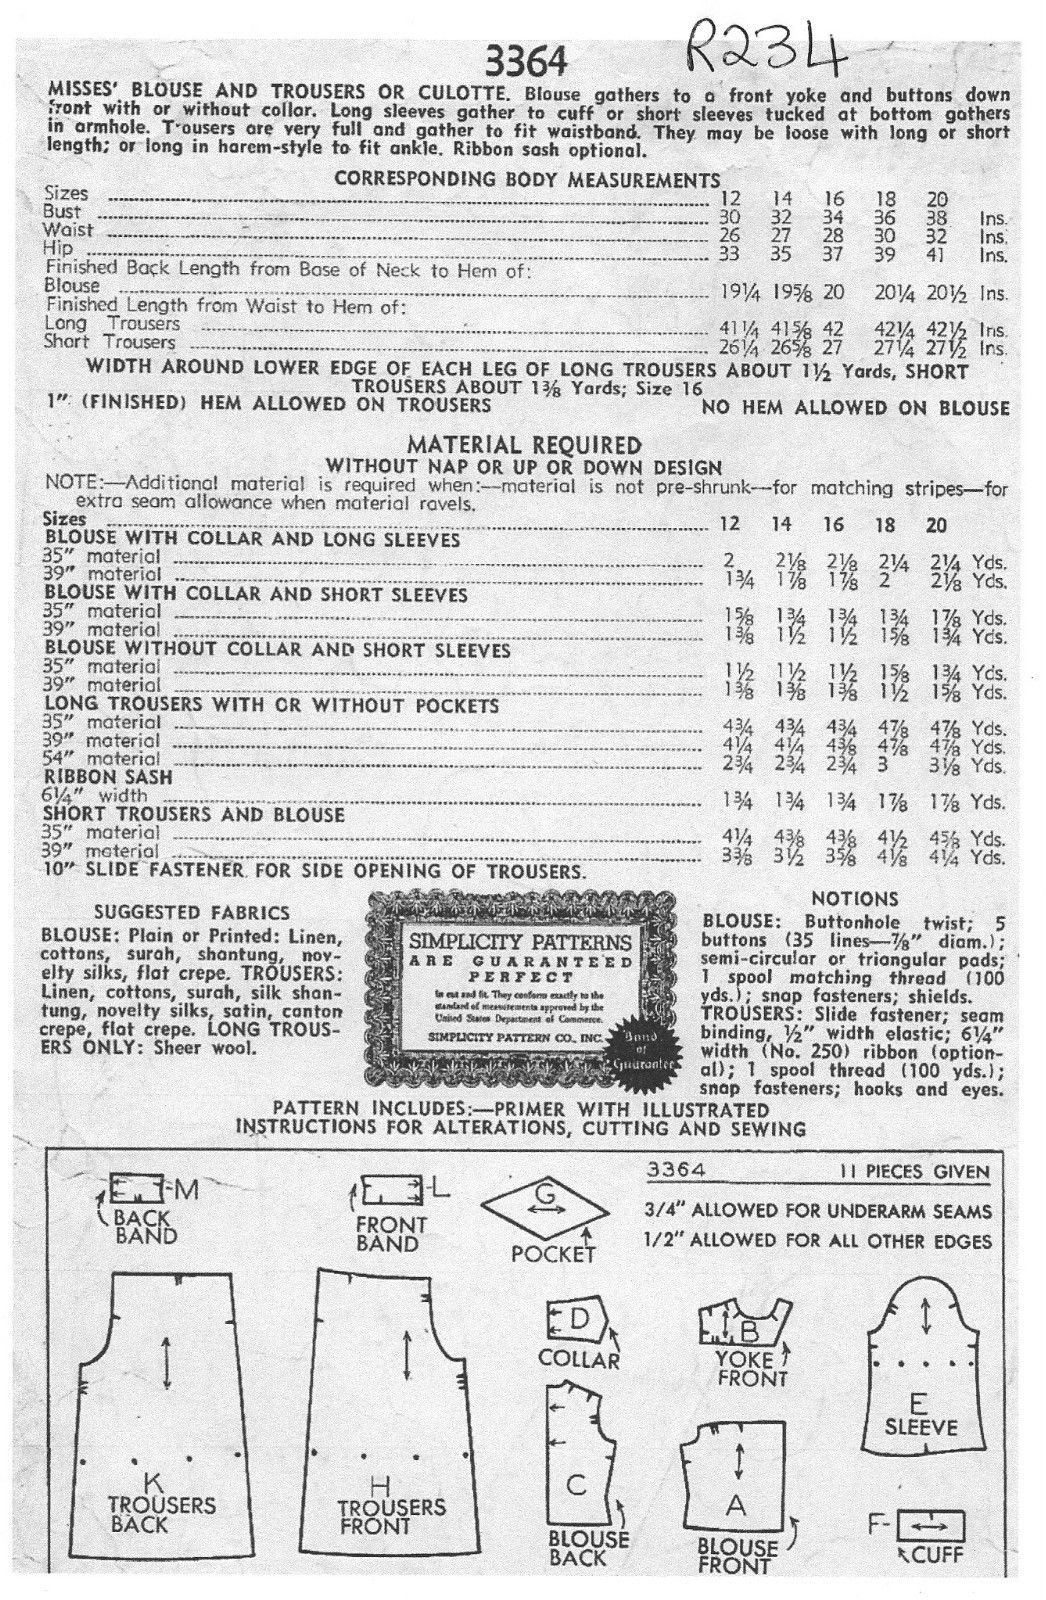 3364
R234
MISSES' BLOUSE AND TROUSERS OR CULOTTE. Blouse gathers to a front yoke and buttons down
front with or without collar. Long sleeves gather to cuff or short sleeves tucked at bottom gathers
in armhole. Trousers are very full and gather to fit waistband. They may be loose with long or short
length; or long in harem-style to fit ankle. Ribbon sash optional.
CORRESPONDING BODY MEASUREMENTS
Sizes 12 14 16 18 20
Bust 30 32 34 36 38 Ins.
Waist 26 27 28 30 32 Ins.
Hip 33 35 37 39 41 Ins.
Finished Back Length from Base of Neck to Hem of:
Blouse 19¼ 19⅝ 20 20¼ 20½ Ins.
Finished Length from Waist to Hem of:
Long Trousers 41¼ 41⅝ 42 42¼ 42½ Ins.
Short Trousers 26¼ 26⅝ 27 27¼ 27½ Ins.
WIDTH AROUND LOWER EDGE OF EACH LEG OF LONG TROUSERS ABOUT 1½ Yards, SHORT
TROUSERS ABOUT 1⅜ Yards; Size 16
1" (FINISHED) HEM ALLOWED ON TROUSERS NO HEM ALLOWED ON BLOUSE
MATERIAL REQUIRED
WITHOUT NAP OR UP OR DOWN DESIGN
NOTE:—Additional material is required when:—material is not pre-shrunk—for matching stripes—for
extra seam allowance when material ravels.
Sizes 12 14 16 18 20
BLOUSE WITH COLLAR AND LONG SLEEVES
35" material 2 2⅛ 2⅛ 2¼ 2¼ Yds.
39" material 1¾ 1⅞ 1⅞ 2 2⅛ Yds.
BLOUSE WITH COLLAR AND SHORT SLEEVES
35" material 1⅝ 1¾ 1¾ 1¾ 1⅞ Yds.
39" material 1⅜ 1½ 1½ 1⅝ 1¾ Yds.
BLOUSE WITHOUT COLLAR AND SHORT SLEEVES
35" material 1½ 1½ 1½ 1⅝ 1¾ Yds.
39" material 1⅜ 1⅜ 1⅜ 1½ 1⅝ Yds.
LONG TROUSERS WITH OR WITHOUT POCKETS
35" material 4¾ 4¾ 4¾ 4⅞ 4⅞ Yds.
39" material 4¼ 4¼ 4⅜ 4⅞ 4⅞ Yds.
54" material 2¾ 2¾ 2¾ 3 3⅛ Yds.
RIBBON SASH
6¼" width 1¾ 1¾ 1¾ 1⅞ 1⅞ Yds.
SHORT TROUSERS AND BLOUSE
35" material 4¼ 4⅜ 4⅜ 4½ 4⅝ Yds.
39" material 3⅜ 3½ 3⅝ 4⅛ 4¼ Yds.
10" SLIDE FASTENER FOR SIDE OPENING OF TROUSERS.
SUGGESTED FABRICS
BLOUSE: Plain or Printed: Linen,
cottons, surah, shantung, nov-
elty silks, flat crepe. TROUSERS:
Linen, cottons, surah, silk shan-
tung, novelty silks, satin, canton
crepe, flat crepe. LONG TROUS-
ERS ONLY: Sheer wool.
SIMPLICITY PATTERNS
ARE GUARANTEED
PERFECT
In cut and fit. They conform exactly to the
standard of measurements approved by the
United States Department of Commerce.
SIMPLICITY PATTERN CO., INC.
Bond
of
Guarantee
NOTIONS
BLOUSE: Buttonhole twist; 5
buttons (35 lines—⅞" diam.);
semi-circular or triangular pads;
1 spool matching thread (100
yds.); snap fasteners; shields.
TROUSERS: Slide fastener; seam
binding, ½" width elastic; 6¼"
width (No. 250) ribbon (option-
al); 1 spool thread (100 yds.);
snap fasteners; hooks and eyes.
PATTERN INCLUDES:—PRIMER WITH ILLUSTRATED
INSTRUCTIONS FOR ALTERATIONS, CUTTING AND SEWING
3364 11 PIECES GIVEN
3/4" ALLOWED FOR UNDERARM SEAMS
1/2" ALLOWED FOR ALL OTHER EDGES
M
BACK
BAND
L
FRONT
BAND
G
POCKET
K
TROUSERS
BACK
H
TROUSERS
FRONT
D
COLLAR
B
YOKE
FRONT
E
SLEEVE
C
BLOUSE
BACK
A
BLOUSE
FRONT
F-
CUFF